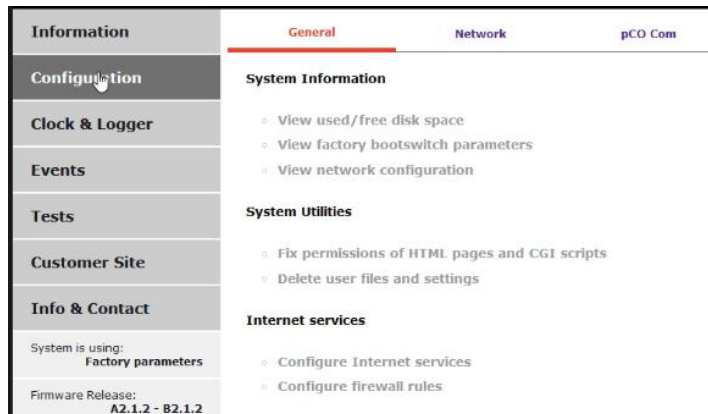 Information
Configuration
Clock & Logger
Events
Tests
Customer Site
Info & Contact
System is using:
Factory parameters
Firmware Release:
A2.1.2 - B2.1.2
General Network pCO Com
System Information
View used/free disk space
View factory bootswitch parameters
View network configuration
System Utilities
Fix permissions of HTML pages and CGI scripts
Delete user files and settings
Internet services
Configure Internet services
Configure firewall rules